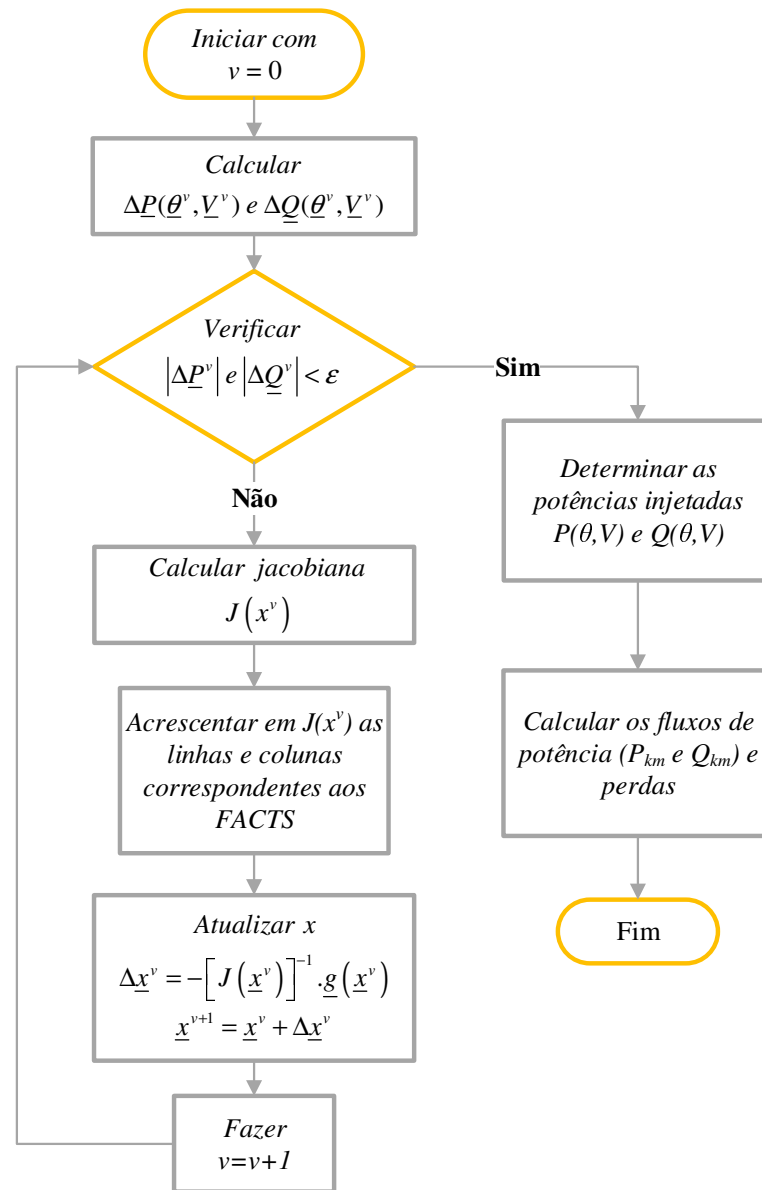 Iniciar com
v = 0
Calcular
ΔP(θ^v,V^v) e ΔQ(θ^v,V^v)
Verificar
|ΔP^v| e |ΔQ^v| < ε
Sim
Não
Calcular jacobiana
J(x^v)
Acrescentar em J(x^v) as
linhas e colunas
correspondentes aos
FACTS
Atualizar x
Δx^v = −[J(x^v)]^−1.g(x^v)
x^v+1 = x^v + Δx^v
Fazer
v=v+1
Determinar as
potências injetadas
P(θ,V) e Q(θ,V)
Calcular os fluxos de
potência (P_km e Q_km) e
perdas
Fim